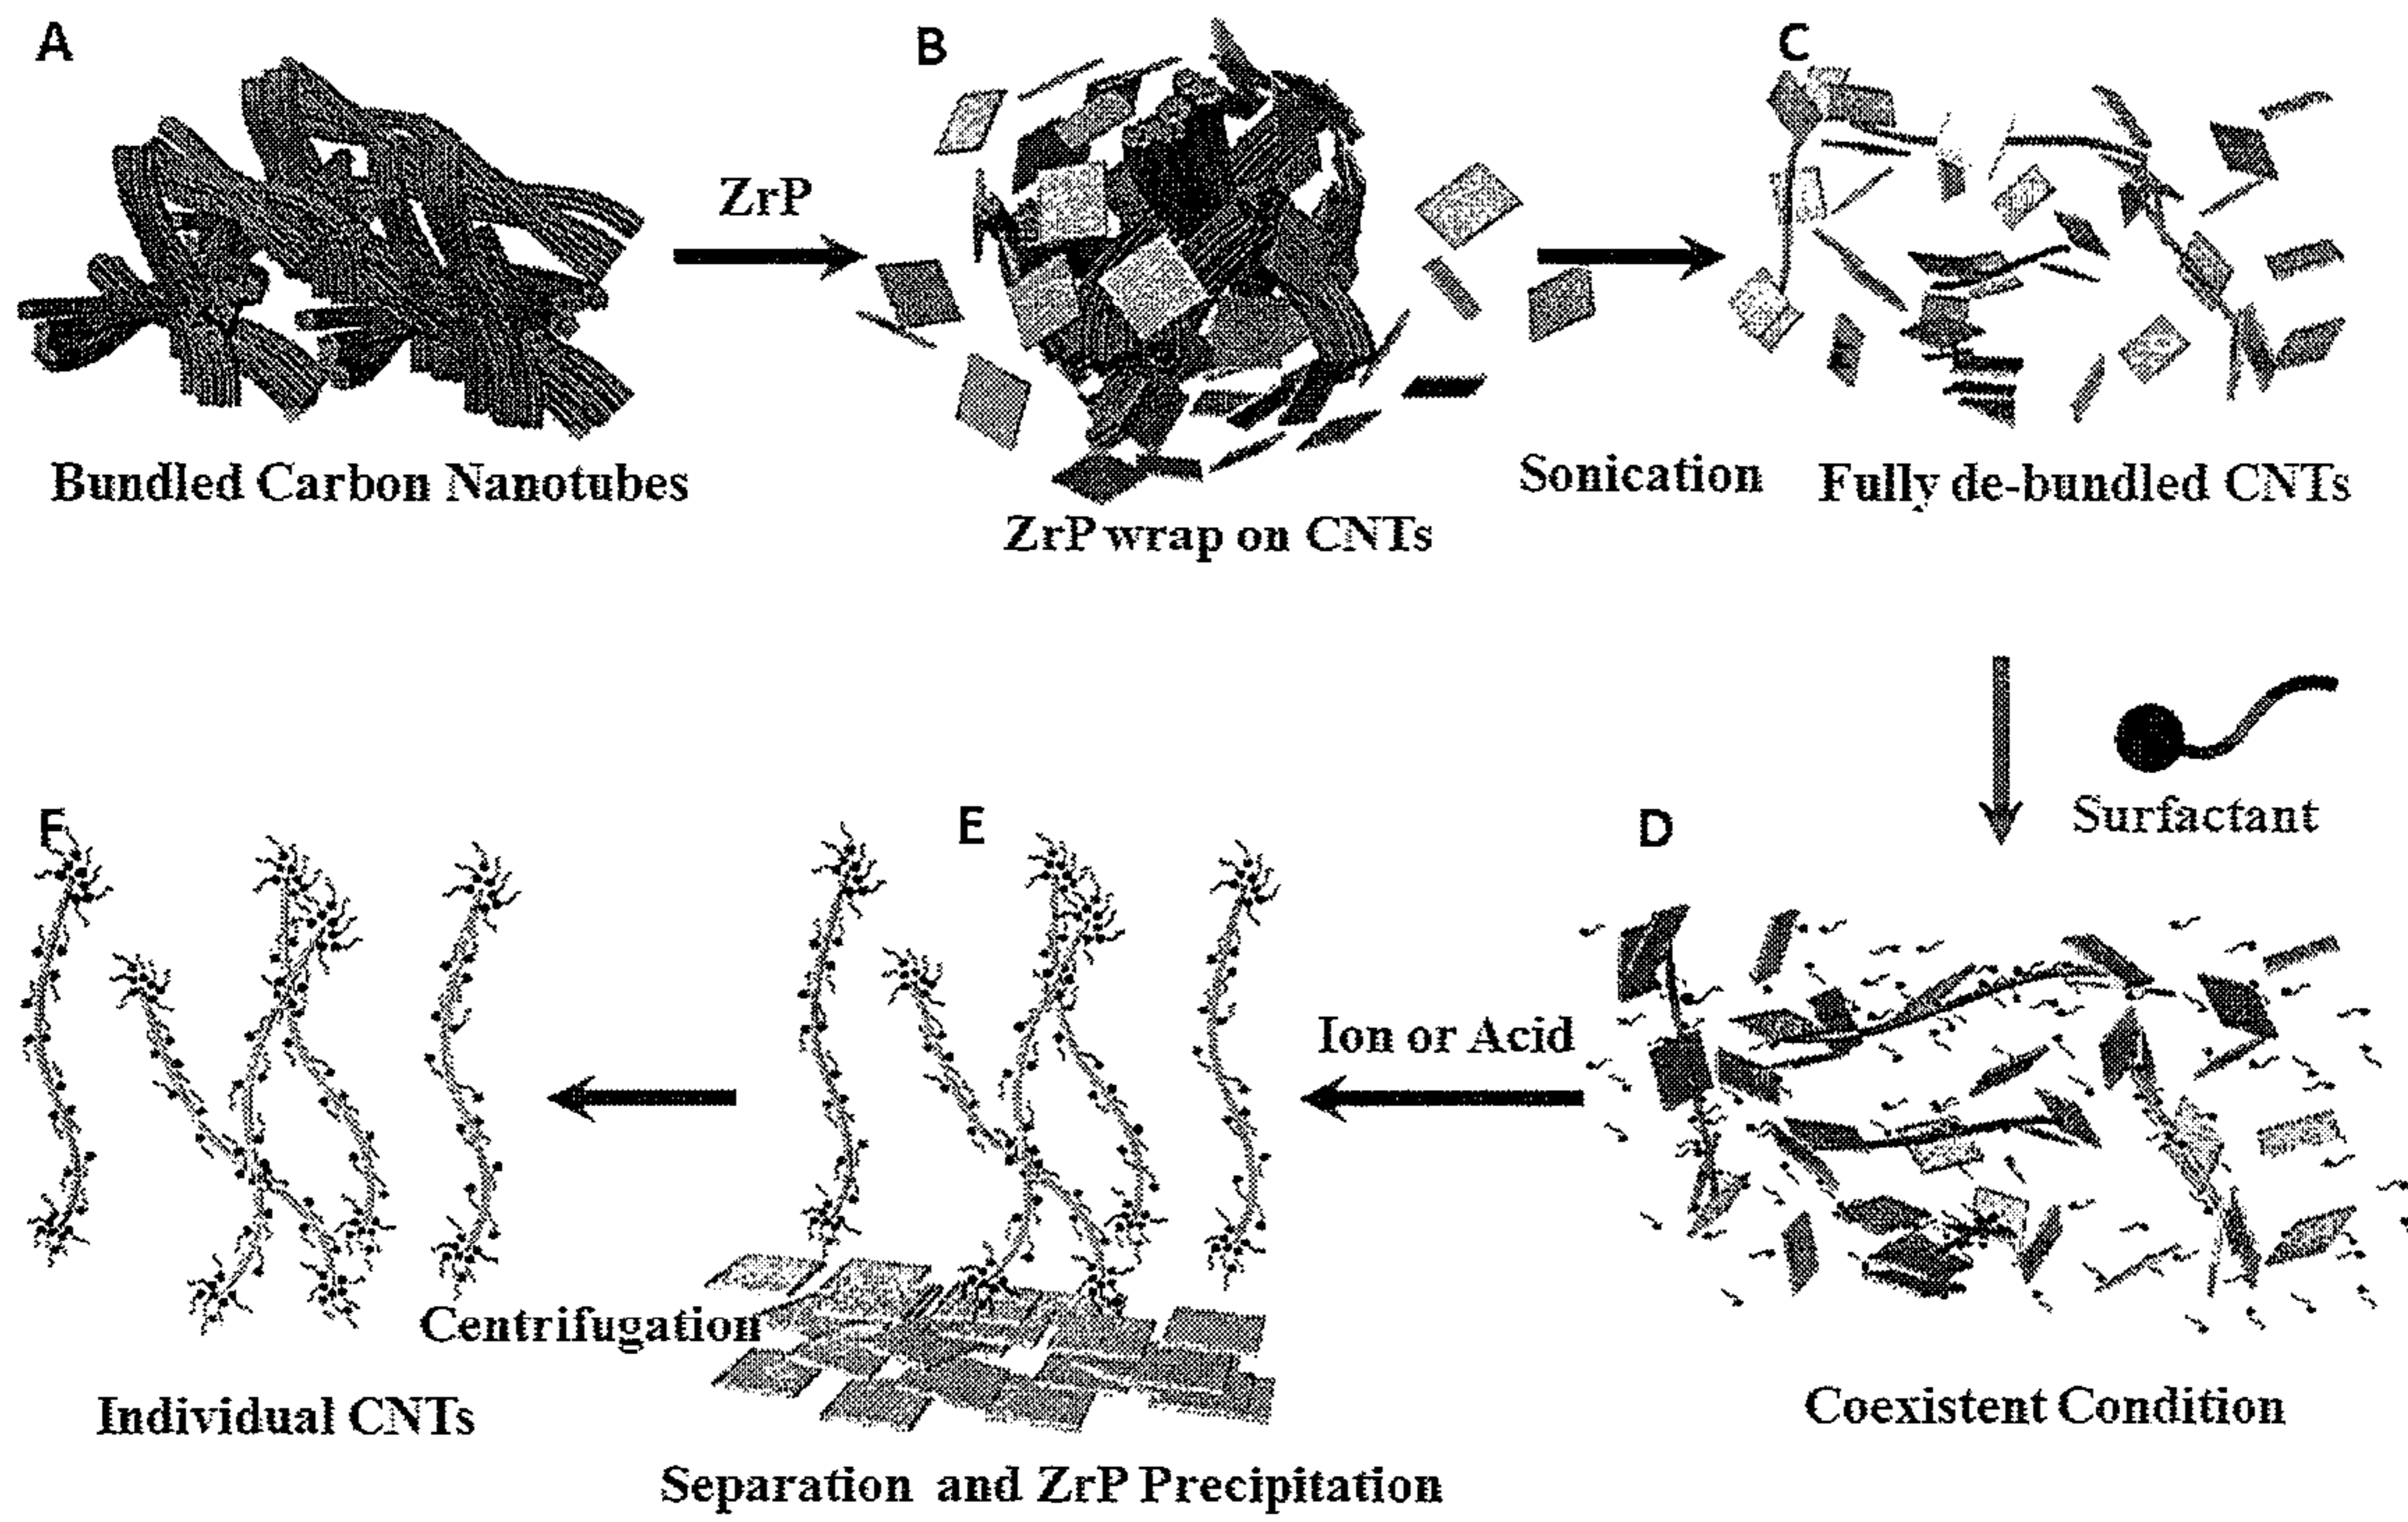 A
B
C
ZrP
Bundled Carbon Nanotubes
ZrP wrap on CNTs
Sonication
Fully de-bundled CNTs
Surfactant
D
E
F
Ion or Acid
Centrifugation
Coexistent Condition
Individual CNTs
Separation and ZrP Precipitation